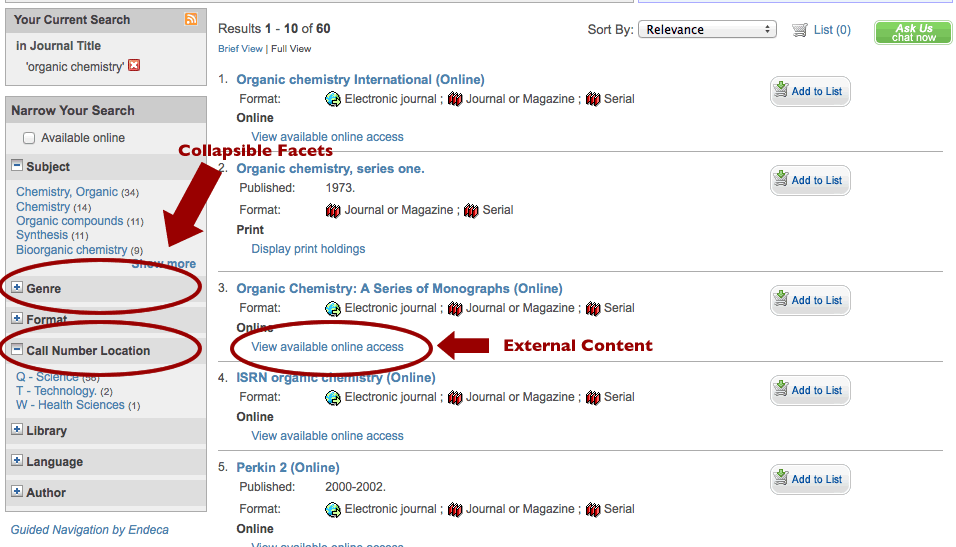 Your Current Search
in Journal Title
'organic chemistry'
Narrow Your Search
Available online
Collapsible Facets
Subject
Chemistry, Organic (34)
Chemistry (14)
Organic compounds (11)
Synthesis (11)
Bioorganic chemistry (9)
Show more
Genre
Format
Call Number Location
Q - Science (56)
T - Technology. (2)
W - Health Sciences (1)
Library
Language
Author
Guided Navigation by Endeca
Results 1 - 10 of 60
Brief View | Full View
Sort By: Relevance List (0)
Ask Us
chat now
1. Organic chemistry International (Online)
Format: Electronic journal ; Journal or Magazine ; Serial
Online
View available online access
Add to List
2. Organic chemistry, series one.
Published: 1973.
Format: Journal or Magazine ; Serial
Print
Display print holdings
Add to List
3. Organic Chemistry: A Series of Monographs (Online)
Format: Electronic journal ; Journal or Magazine ; Serial
Online
View available online access
External Content
Add to List
4. ISRN organic chemistry (Online)
Format: Electronic journal ; Journal or Magazine ; Serial
Online
View available online access
Add to List
5. Perkin 2 (Online)
Published: 2000-2002.
Format: Electronic journal ; Journal or Magazine ; Serial
Online
View available online access
Add to List